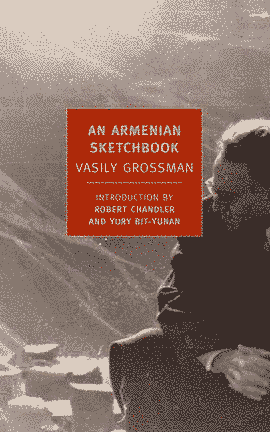 AN ARMENIAN
SKETCHBOOK
VASILY GROSSMAN
INTRODUCTION BY
ROBERT CHANDLER
AND YURY BIT-YUNAN